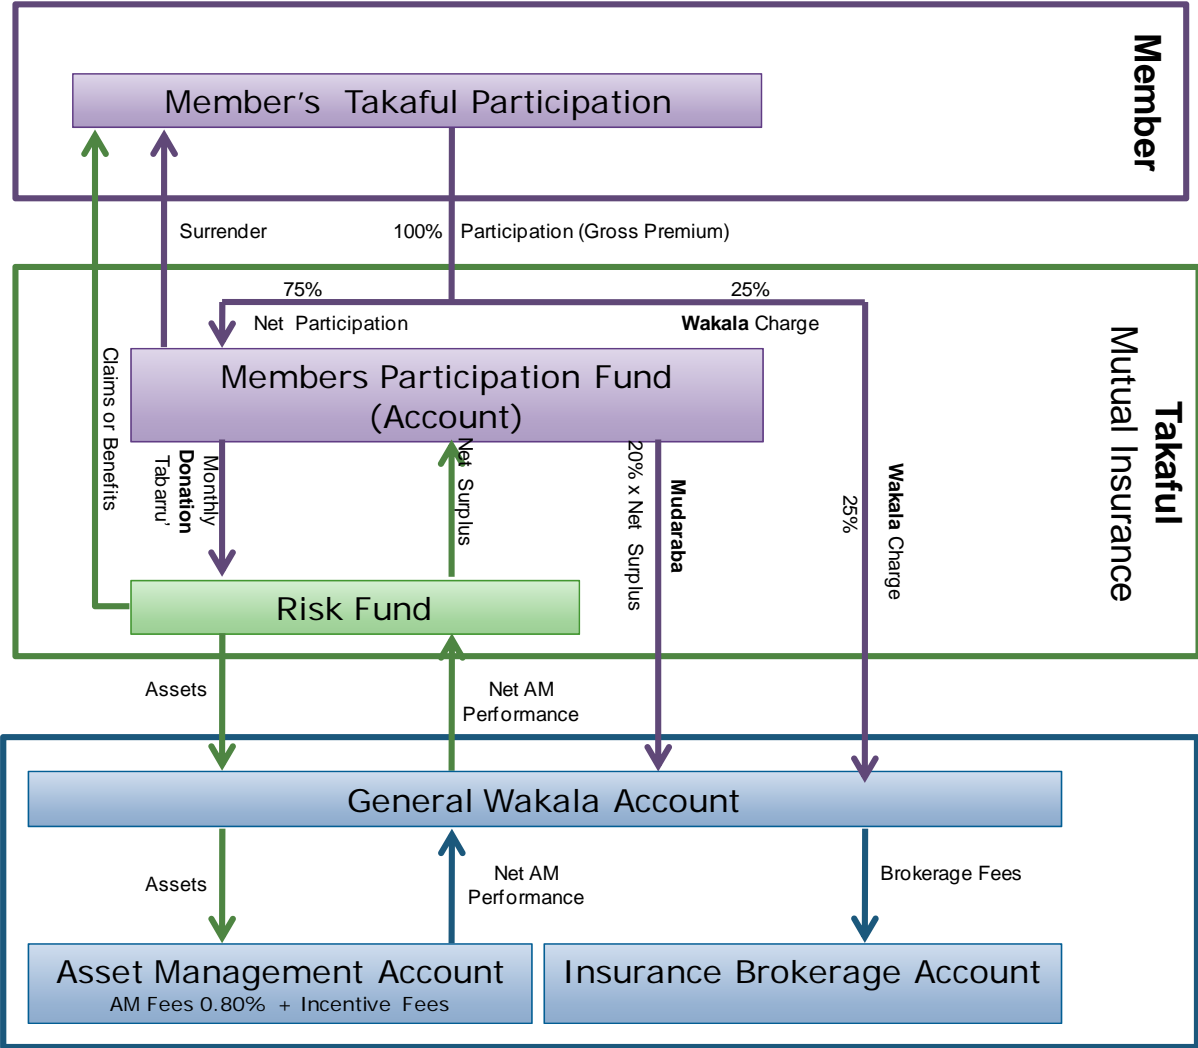 Member
Member's Takaful Participation
Surrender
100%
Participation (Gross Premium)
75%
25%
Net Participation
Wakala Charge
Takaful
Mutual Insurance
Claims or Benefits
Members Participation Fund
(Account)
Monthly
Donation
Tabarru’
Net Surplus
Mudaraba
20% x Net Surplus
Wakala Charge
25%
Risk Fund
Assets
Net AM
Performance
General Wakala Account
Assets
Net AM
Performance
Brokerage Fees
Asset Management Account
AM Fees 0.80% + Incentive Fees
Insurance Brokerage Account